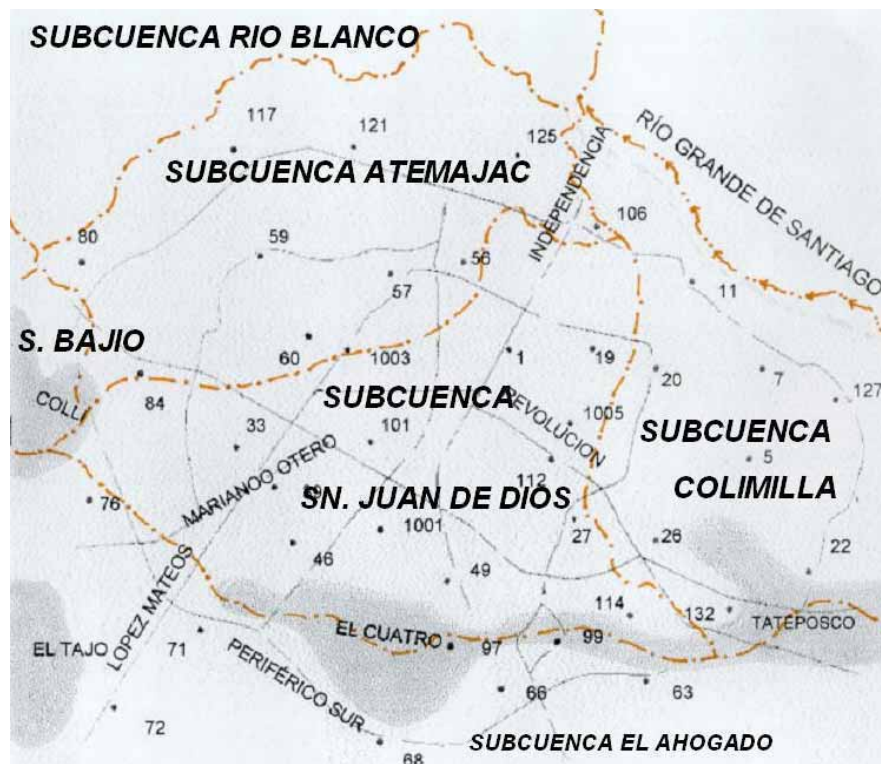 SUBCUENCA RIO BLANCO
117
121
125
RÍO GRANDE DE SANTIAGO
SUBCUENCA ATEMAJAC
INDEPENDENCIA
106
80
59
56
57
11
S. BAJIO
60
1003
1
19
20
7
127
COLLI
84
SUBCUENCA
REVOLUCION
1005
SUBCUENCA
33
101
MARIANOO OTERO
5
112
COLIMILLA
76
SN. JUAN DE DIOS
1001
27
26
46
49
22
LOPEZ MATEOS
114
132
TATEPOSCO
EL CUATRO
EL TAJO
71
97
99
PERIFÉRICO SUR
66
63
72
68
SUBCUENCA EL AHOGADO